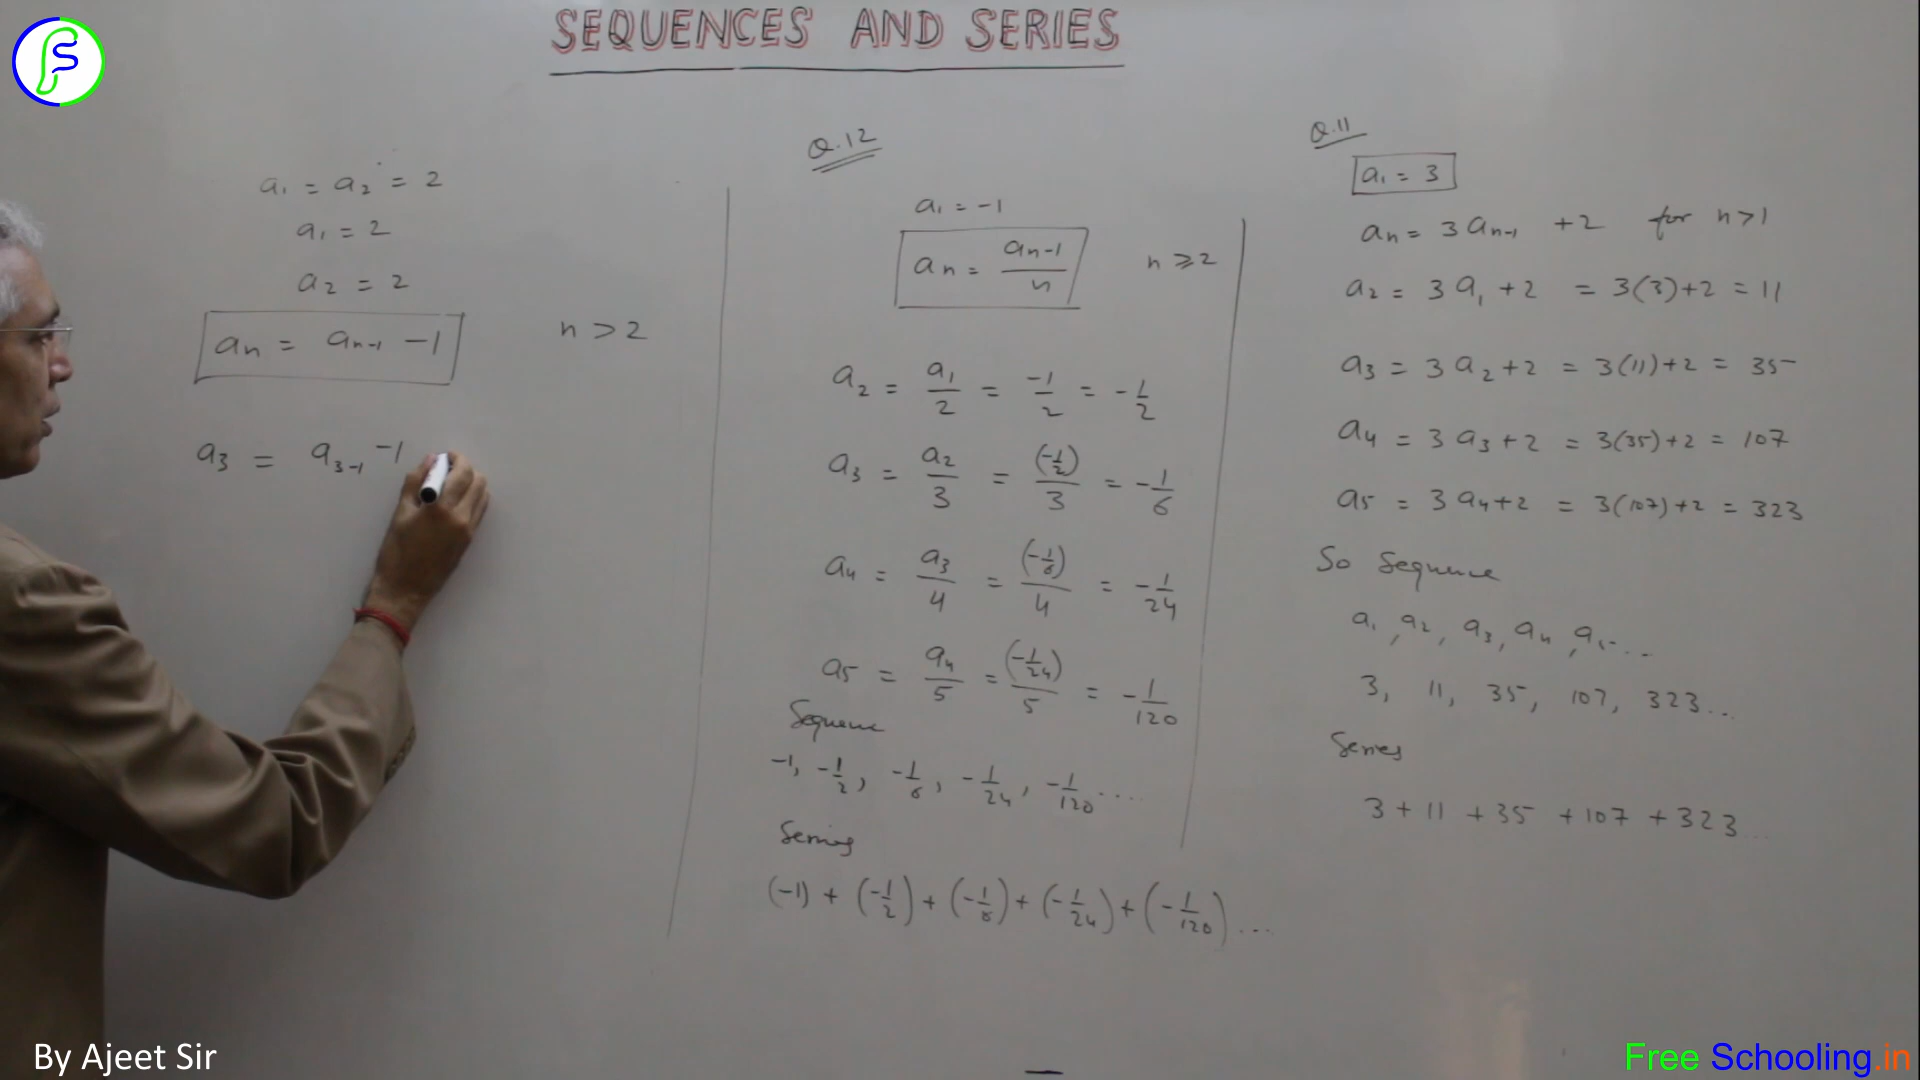 SEQUENCES AND SERIES
a₁ = a₂ = 2
a₁ = 2
a₂ = 2
aₙ = aₙ₋₁ − 1 n > 2
a₃ = a₃₋₁ − 1
Q.12
a₁ = −1
aₙ = aₙ₋₁/n n ⩾ 2
a₂ = a₁/2 = −1/2 = −1/2
a₃ = a₂/3 = (−1/2)/3 = −1/6
a₄ = a₃/4 = (−1/6)/4 = −1/24
a₅ = a₄/5 = (−1/24)/5 = −1/120
Sequence
−1, −1/2, −1/6, −1/24, −1/120 ....
Series
(−1) + (−1/2) + (−1/6) + (−1/24) + (−1/120) ...
Q.11
a₁ = 3
aₙ = 3aₙ₋₁ + 2 for n > 1
a₂ = 3a₁ + 2 = 3(3)+2 = 11
a₃ = 3a₂+2 = 3(11)+2 = 35
a₄ = 3a₃+2 = 3(35)+2 = 107
a₅ = 3a₄+2 = 3(107)+2 = 323
So Sequence
a₁, a₂, a₃, a₄, a₅...
3, 11, 35, 107, 323...
Series
3 + 11 + 35 + 107 + 323...
By Ajeet Sir
Free Schooling.in